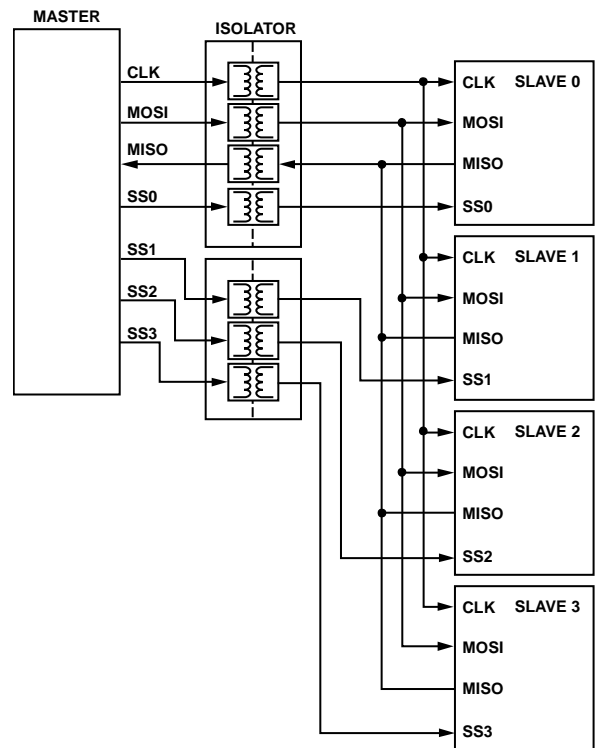 MASTER
ISOLATOR
CLK
MOSI
MISO
SS0
SS1
SS2
SS3
CLK SLAVE 0
MOSI
MISO
SS0
CLK SLAVE 1
MOSI
MISO
SS1
CLK SLAVE 2
MOSI
MISO
SS2
CLK SLAVE 3
MOSI
MISO
SS3